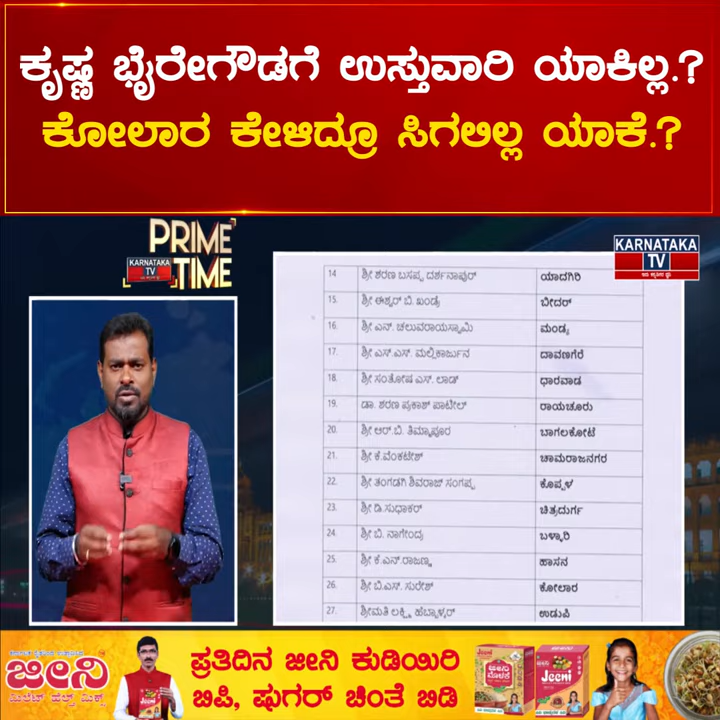 ಕೃಷ್ಣ ಭೈರೇಗೌಡಗೆ ಉಸ್ತುವಾರಿ ಯಾಕಿಲ್ಲ.?
ಕೋಲಾರ ಕೇಳಿದ್ರೂ ಸಿಗಲಿಲ್ಲ ಯಾಕೆ.?
PRIME
TIME
KARNATAKA
TV
KARNATAKA
TV
14 ಶ್ರೀ ಶರಣ ಬಸಪ್ಪ ದರ್ಶನಾಪುರ್ ಯಾದಗಿರಿ
15. ಶ್ರೀ ಈಶ್ವರ್ ಬಿ. ಖಂಡ್ರೆ ಬೀದರ್
16. ಶ್ರೀ ಎನ್. ಚಲುವರಾಯಸ್ವಾಮಿ ಮಂಡ್ಯ
17. ಶ್ರೀ ಎಸ್.ಎಸ್. ಮಲ್ಲಿಕಾರ್ಜುನ ದಾವಣಗೆರೆ
18. ಶ್ರೀ ಸಂತೋಷ ಎಸ್. ಲಾಡ್ ಧಾರವಾಡ
19. ಡಾ. ಶರಣ ಪ್ರಕಾಶ್ ಪಾಟೀಲ್ ರಾಯಚೂರು
20. ಶ್ರೀ ಆರ್.ಬಿ. ತಿಮ್ಮಾಪೂರ ಬಾಗಲಕೋಟೆ
21. ಶ್ರೀ ಕೆ.ವೆಂಕಟೇಶ್ ಚಾಮರಾಜನಗರ
22. ಶ್ರೀ ತಂಗಡಗಿ ಶಿವರಾಜ್ ಸಂಗಪ್ಪ ಕೊಪ್ಪಳ
23. ಶ್ರೀ ಡಿ.ಸುಧಾಕರ್ ಚಿತ್ರದುರ್ಗ
24. ಶ್ರೀ ಬಿ. ನಾಗೇಂದ್ರ ಬಳ್ಳಾರಿ
25. ಶ್ರೀ ಕೆ.ಎನ್.ರಾಜಣ್ಣ ಹಾಸನ
26. ಶ್ರೀ ಬಿ.ಎಸ್. ಸುರೇಶ್ ಕೋಲಾರ
27. ಶ್ರೀಮತಿ ಲಕ್ಷ್ಮಿ ಹೆಬ್ಬಾಳ್ಕರ್ ಉಡುಪಿ
ಜೀನಿ
ಮಿಲೆಟ್ ಹೆಲ್ತ್ ಮಿಕ್ಸ್
ಪ್ರತಿದಿನ ಜೀನಿ ಕುಡಿಯಿರಿ
ಬಿಪಿ, ಷುಗರ್ ಚಿಂತೆ ಬಿಡಿ
Jeeni
Jeeni